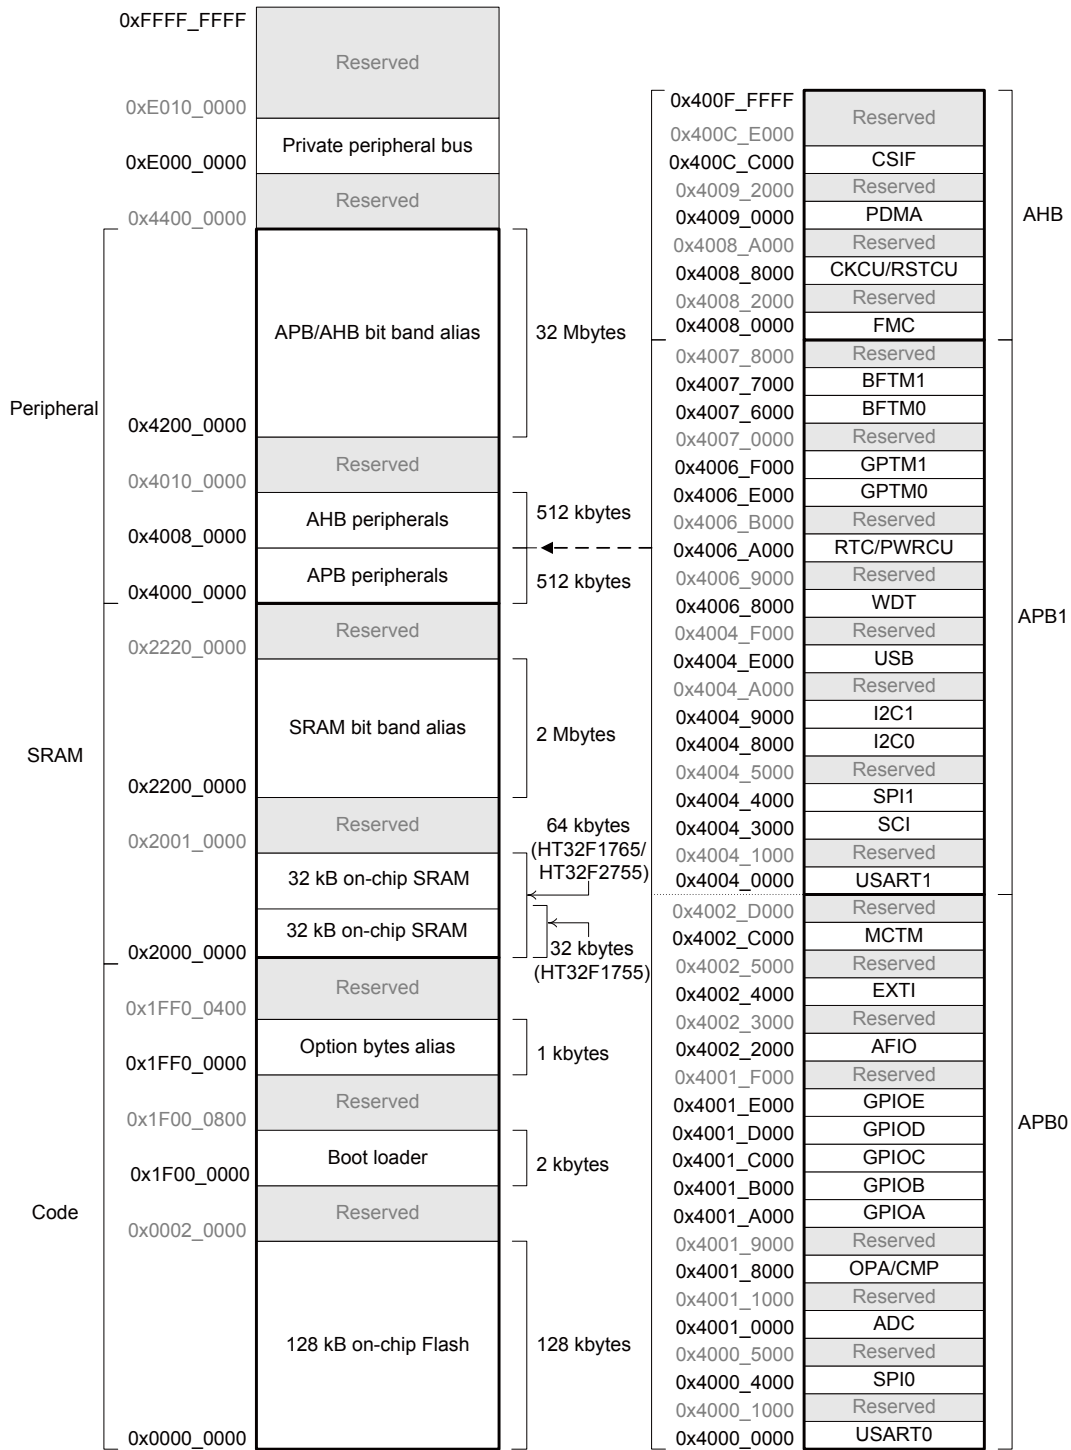 0xFFFF_FFFF
Reserved
0xE010_0000
Private peripheral bus
0xE000_0000
Reserved
0x4400_0000
Peripheral
APB/AHB bit band alias
32 Mbytes
0x4200_0000
Reserved
0x4010_0000
AHB peripherals
512 kbytes
0x4008_0000
APB peripherals
512 kbytes
0x4000_0000
Reserved
0x2220_0000
SRAM
SRAM bit band alias
2 Mbytes
0x2200_0000
Reserved
0x2001_0000
64 kbytes
(HT32F1765/
HT32F2755)
32 kB on-chip SRAM
32 kB on-chip SRAM
32 kbytes
(HT32F1755)
0x2000_0000
Reserved
0x1FF0_0400
Option bytes alias
1 kbytes
0x1FF0_0000
Reserved
0x1F00_0800
Boot loader
2 kbytes
0x1F00_0000
Code
Reserved
0x0002_0000
128 kB on-chip Flash
128 kbytes
0x0000_0000
0x400F_FFFF
Reserved
0x400C_E000
0x400C_C000 CSIF
0x4009_2000 Reserved
0x4009_0000 PDMA
AHB
0x4008_A000 Reserved
0x4008_8000 CKCU/RSTCU
0x4008_2000 Reserved
0x4008_0000 FMC
0x4007_8000 Reserved
0x4007_7000 BFTM1
0x4007_6000 BFTM0
0x4007_0000 Reserved
0x4006_F000 GPTM1
0x4006_E000 GPTM0
0x4006_B000 Reserved
0x4006_A000 RTC/PWRCU
0x4006_9000 Reserved
0x4006_8000 WDT
APB1
0x4004_F000 Reserved
0x4004_E000 USB
0x4004_A000 Reserved
0x4004_9000 I2C1
0x4004_8000 I2C0
0x4004_5000 Reserved
0x4004_4000 SPI1
0x4004_3000 SCI
0x4004_1000 Reserved
0x4004_0000 USART1
0x4002_D000 Reserved
0x4002_C000 MCTM
0x4002_5000 Reserved
0x4002_4000 EXTI
0x4002_3000 Reserved
0x4002_2000 AFIO
0x4001_F000 Reserved
0x4001_E000 GPIOE
0x4001_D000 GPIOD
APB0
0x4001_C000 GPIOC
0x4001_B000 GPIOB
0x4001_A000 GPIOA
0x4001_9000 Reserved
0x4001_8000 OPA/CMP
0x4001_1000 Reserved
0x4001_0000 ADC
0x4000_5000 Reserved
0x4000_4000 SPI0
0x4000_1000 Reserved
0x4000_0000 USART0